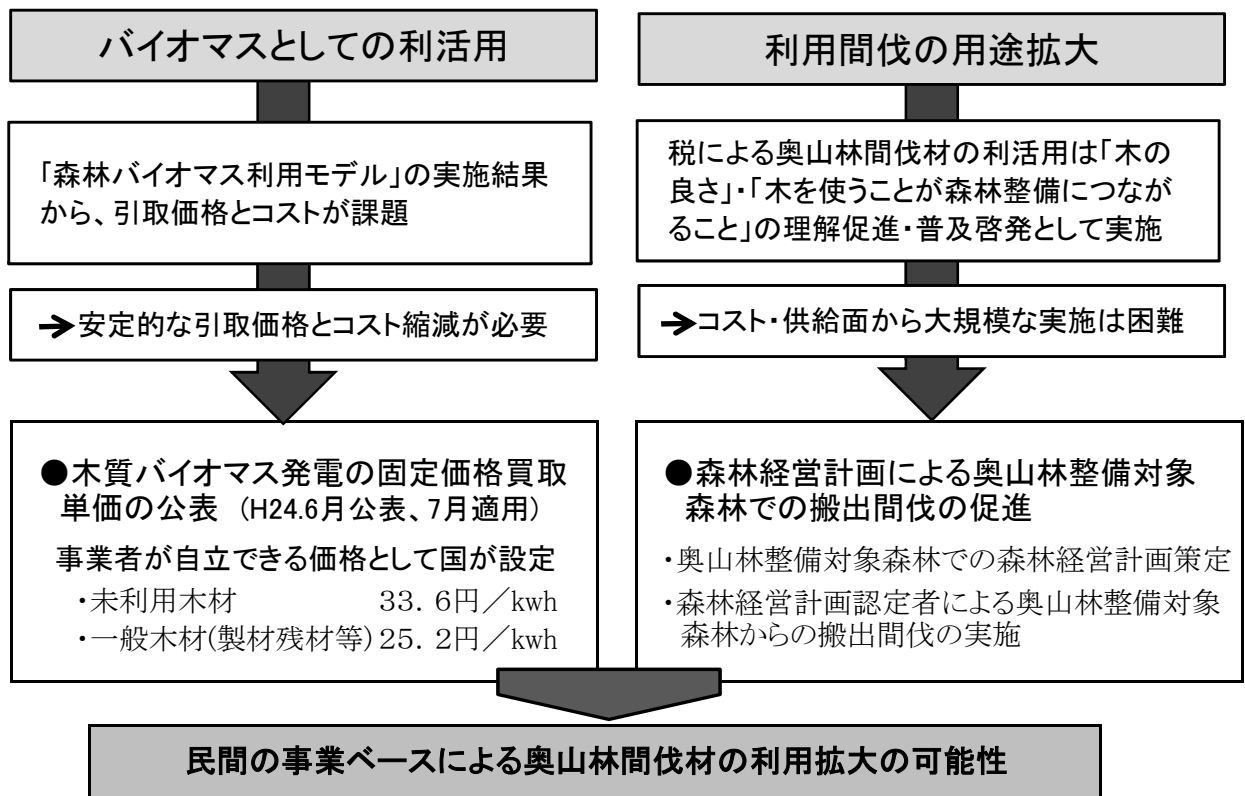 バイオマスとしての利活用
「森林バイオマス利用モデル」の実施結果
から、引取価格とコストが課題
➔安定的な引取価格とコスト縮減が必要
●木質バイオマス発電の固定価格買取
単価の公表 (H24.6月公表、7月適用)
事業者が自立できる価格として国が設定
・未利用木材 33．6円／kwh
・一般木材(製材残材等)25．2円／kwh
利用間伐の用途拡大
税による奥山林間伐材の利活用は「木の
良さ」・「木を使うことが森林整備につなが
ること」の理解促進・普及啓発として実施
➔コスト・供給面から大規模な実施は困難
●森林経営計画による奥山林整備対象
森林での搬出間伐の促進
・奥山林整備対象森林での森林経営計画策定
・森林経営計画認定者による奥山林整備対象
森林からの搬出間伐の実施
民間の事業ベースによる奥山林間伐材の利用拡大の可能性